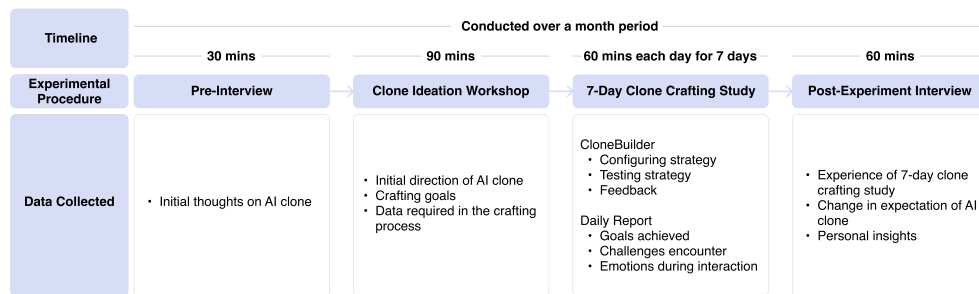 Timeline
Conducted over a month period
30 mins
90 mins
60 mins each day for 7 days
60 mins
Experimental
Procedure
Pre-Interview
Clone Ideation Workshop
7-Day Clone Crafting Study
Post-Experiment Interview
Data Collected
• Initial thoughts on AI clone
• Initial direction of AI clone
• Crafting goals
• Data required in the crafting
process
CloneBuilder
• Configuring strategy
• Testing strategy
• Feedback
Daily Report
• Goals achieved
• Challenges encounter
• Emotions during interaction
• Experience of 7-day clone
crafting study
• Change in expectation of AI
clone
• Personal insights